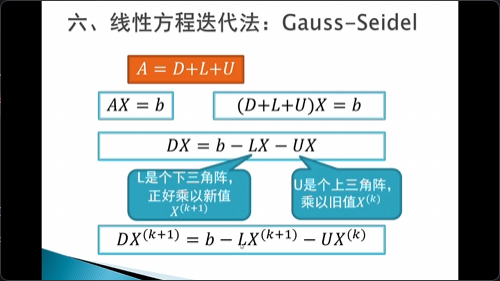 六、线性方程迭代法：Gauss-Seidel
A = D+L+U
AX = b
(D+L+U)X = b
DX = b − LX − UX
L是个下三角阵，
正好乘以新值
X^(k+1)
U是个上三角阵，
乘以旧值X^(k)
DX^(k+1) = b − LX^(k+1) − UX^(k)